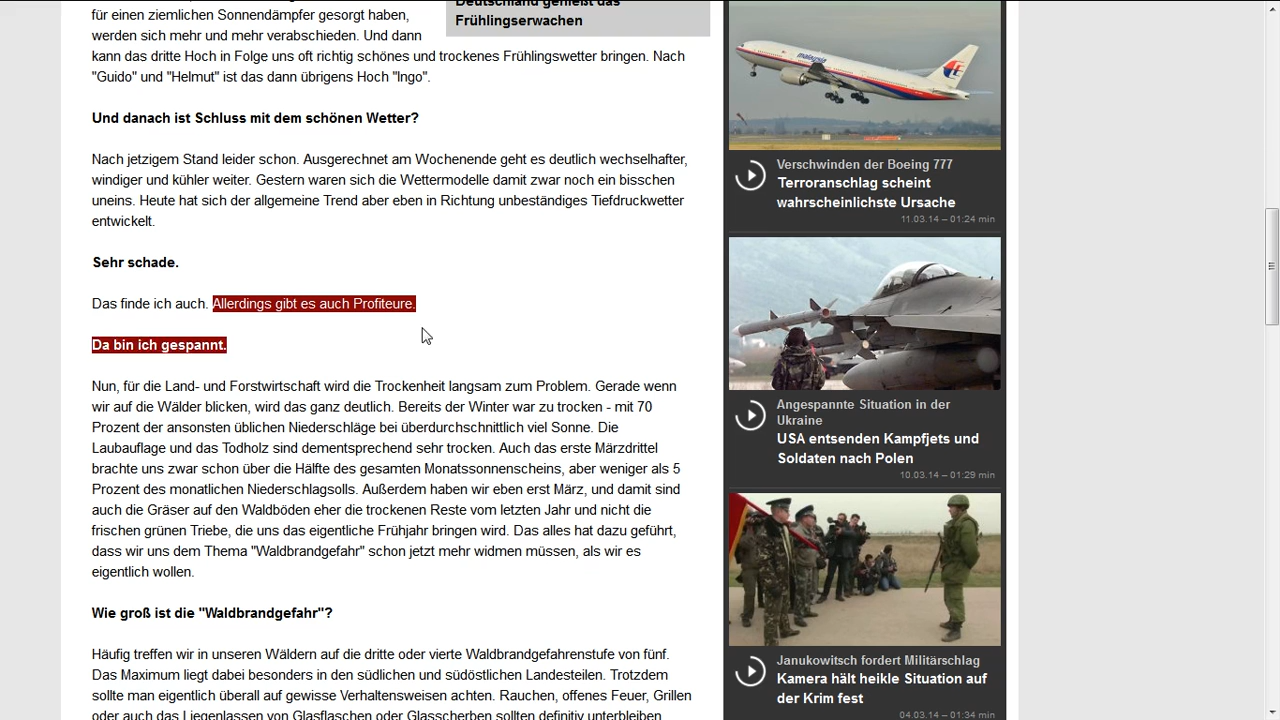 für einen ziemlichen Sonnendämpfer gesorgt haben,
werden sich mehr und mehr verabschieden. Und dann
kann das dritte Hoch in Folge uns oft richtig schönes und trockenes Frühlingswetter bringen. Nach
"Guido" und "Helmut" ist das dann übrigens Hoch "Ingo".
Deutschland genießt das
Frühlingserwachen
Und danach ist Schluss mit dem schönen Wetter?
Nach jetzigem Stand leider schon. Ausgerechnet am Wochenende geht es deutlich wechselhafter,
windiger und kühler weiter. Gestern waren sich die Wettermodelle damit zwar noch ein bisschen
uneins. Heute hat sich der allgemeine Trend aber eben in Richtung unbeständiges Tiefdruckwetter
entwickelt.
Sehr schade.
Das finde ich auch. Allerdings gibt es auch Profiteure.
Da bin ich gespannt.
Nun, für die Land- und Forstwirtschaft wird die Trockenheit langsam zum Problem. Gerade wenn
wir auf die Wälder blicken, wird das ganz deutlich. Bereits der Winter war zu trocken - mit 70
Prozent der ansonsten üblichen Niederschläge bei überdurchschnittlich viel Sonne. Die
Laubauflage und das Todholz sind dementsprechend sehr trocken. Auch das erste Märzdrittel
brachte uns zwar schon über die Hälfte des gesamten Monatssonnenscheins, aber weniger als 5
Prozent des monatlichen Niederschlagsolls. Außerdem haben wir eben erst März, und damit sind
auch die Gräser auf den Waldböden eher die trockenen Reste vom letzten Jahr und nicht die
frischen grünen Triebe, die uns das eigentliche Frühjahr bringen wird. Das alles hat dazu geführt,
dass wir uns dem Thema "Waldbrandgefahr" schon jetzt mehr widmen müssen, als wir es
eigentlich wollen.
Wie groß ist die "Waldbrandgefahr"?
Häufig treffen wir in unseren Wäldern auf die dritte oder vierte Waldbrandgefahrenstufe von fünf.
Das Maximum liegt dabei besonders in den südlichen und südöstlichen Landesteilen. Trotzdem
sollte man eigentlich überall auf gewisse Verhaltensweisen achten. Rauchen, offenes Feuer, Grillen
oder auch das Liegenlassen von Glasflaschen oder Glasscherben sollten definitiv unterbleiben
malaysia
Verschwinden der Boeing 777
Terroranschlag scheint
wahrscheinlichste Ursache
11.03.14 – 01:24 min
Angespannte Situation in der
Ukraine
USA entsenden Kampfjets und
Soldaten nach Polen
10.03.14 – 01:29 min
Janukowitsch fordert Militärschlag
Kamera hält heikle Situation auf
der Krim fest
04.03.14 – 01:34 min